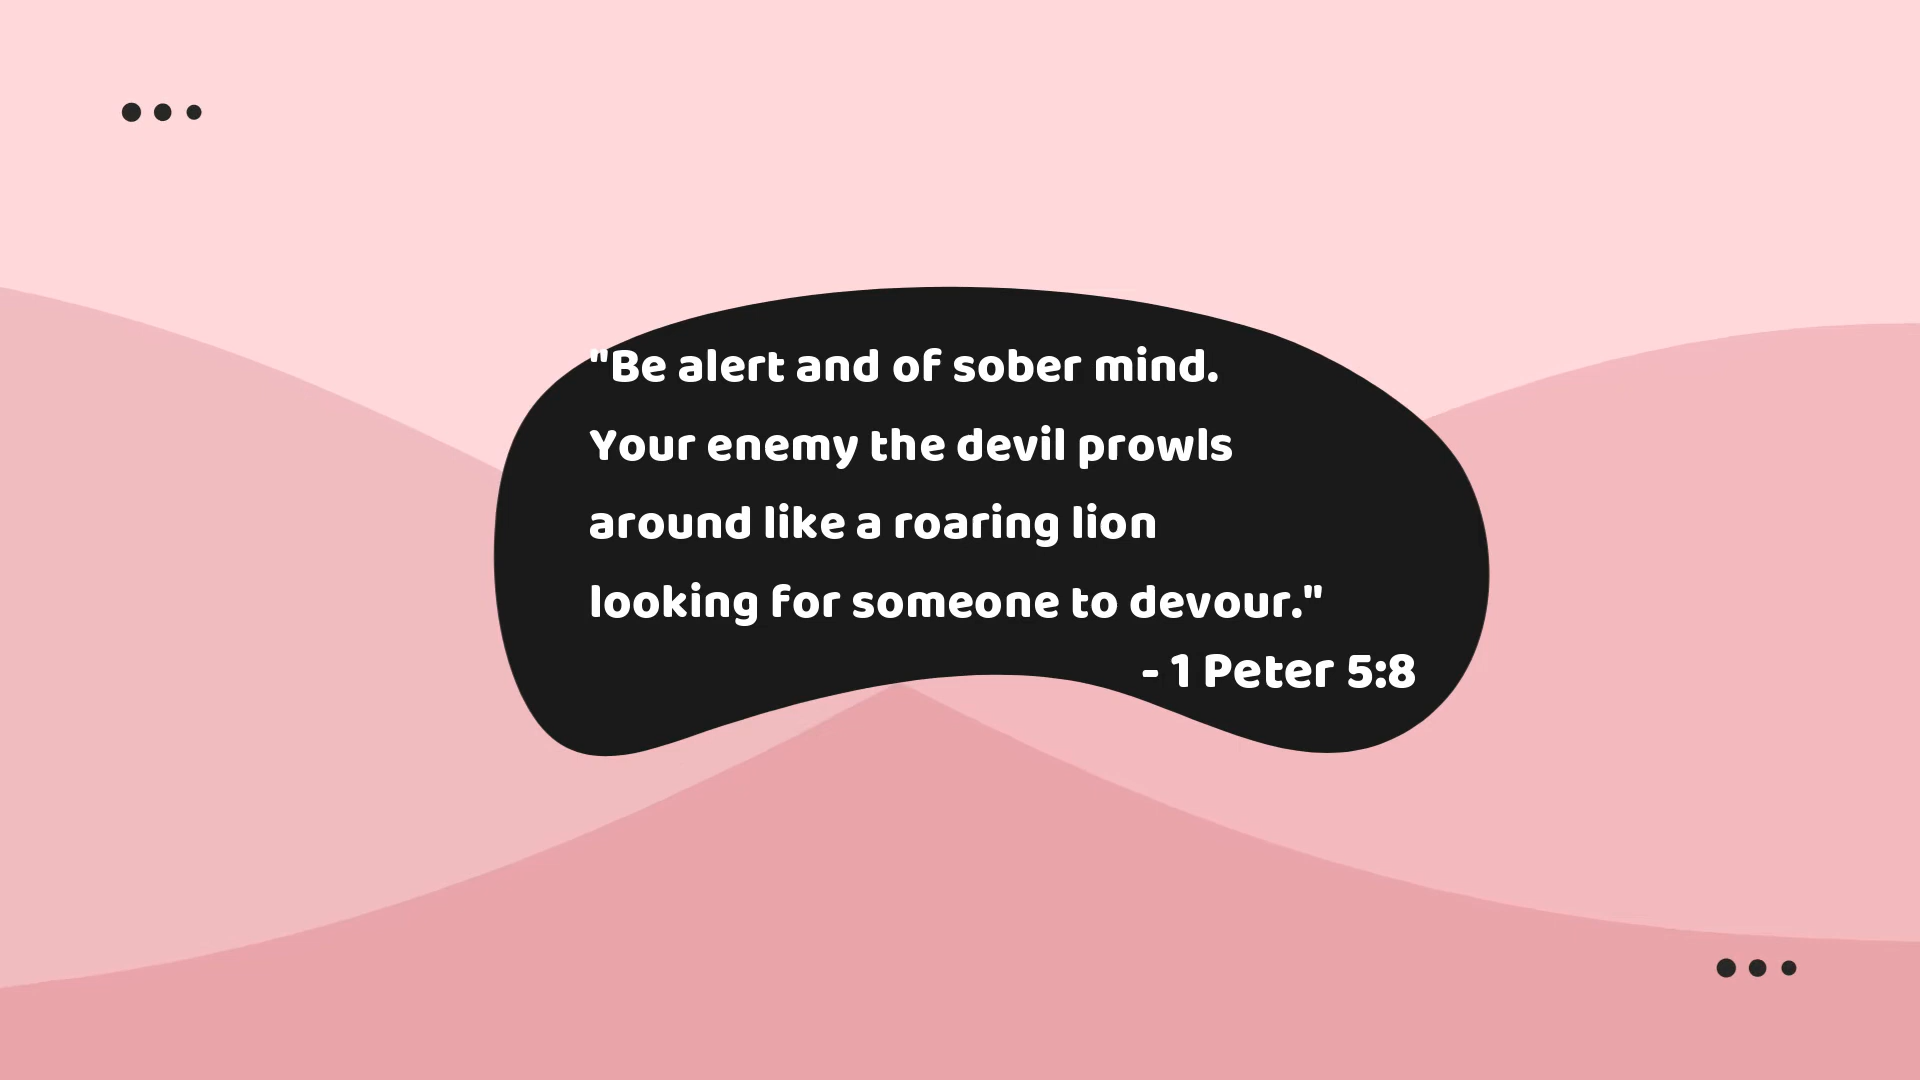 "Be alert and of sober mind.
Your enemy the devil prowls
around like a roaring lion
looking for someone to devour."
- 1 Peter 5:8